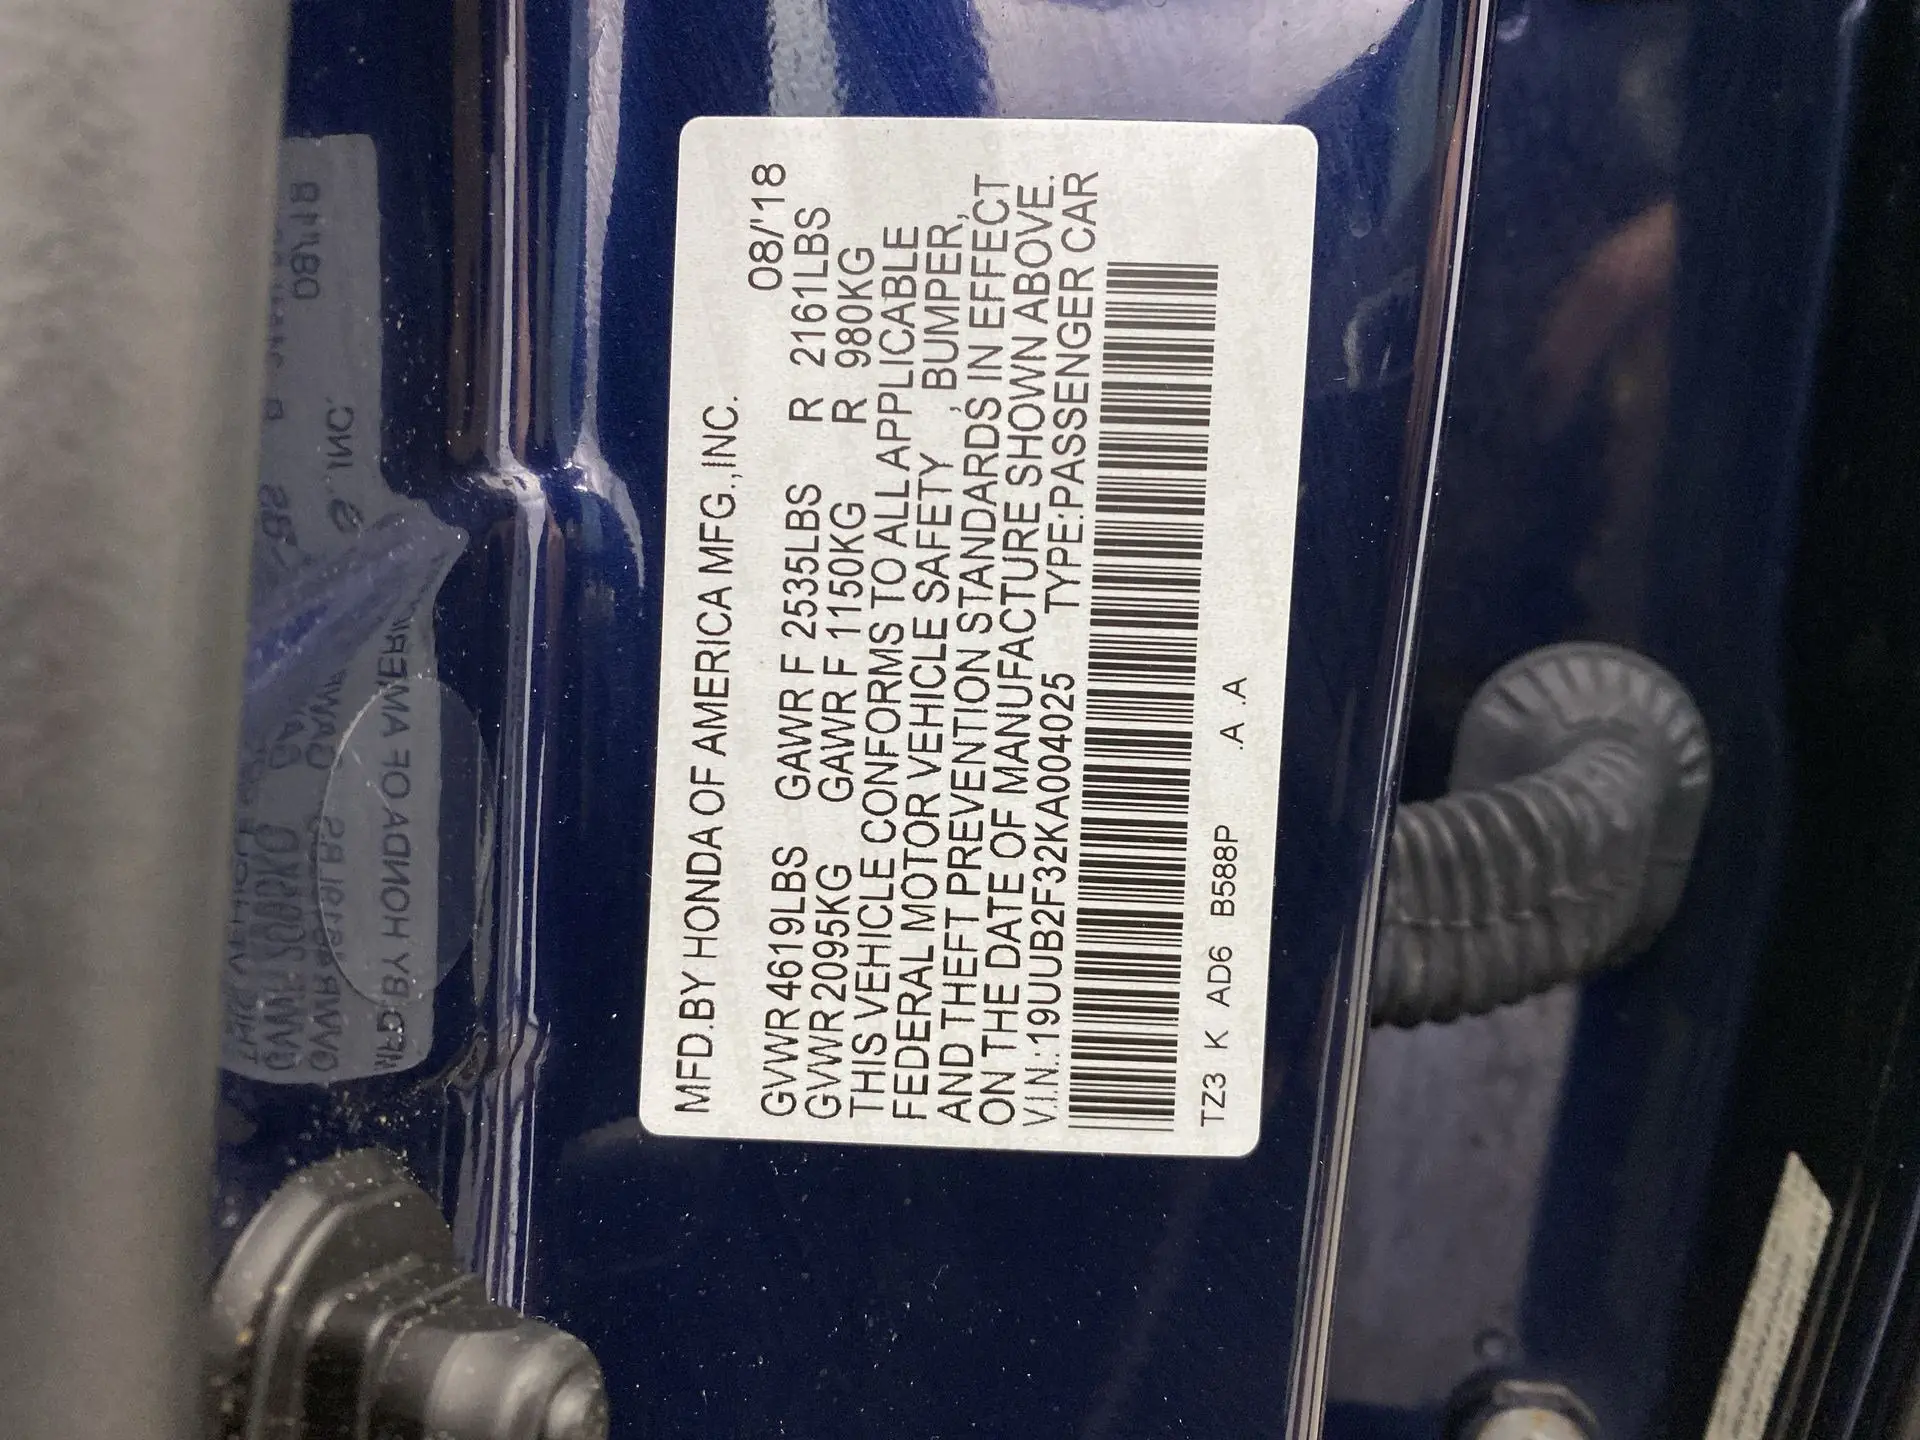 MFD.BY HONDA OF AMERICA MFG.,INC.
08/'18
GVWR 4619LBS GAWR F 2535LBS R 2161LBS
GVWR 2095KG GAWR F 1150KG R 980KG
THIS VEHICLE CONFORMS TO ALL APPLICABLE
FEDERAL MOTOR VEHICLE SAFETY , BUMPER,
AND THEFT PREVENTION STANDARDS IN EFFECT
ON THE DATE OF MANUFACTURE SHOWN ABOVE.
V.I.N.:19UUB2F32KA004025 TYPE:PASSENGER CAR
TZ3 K AD6 B588P .A .A